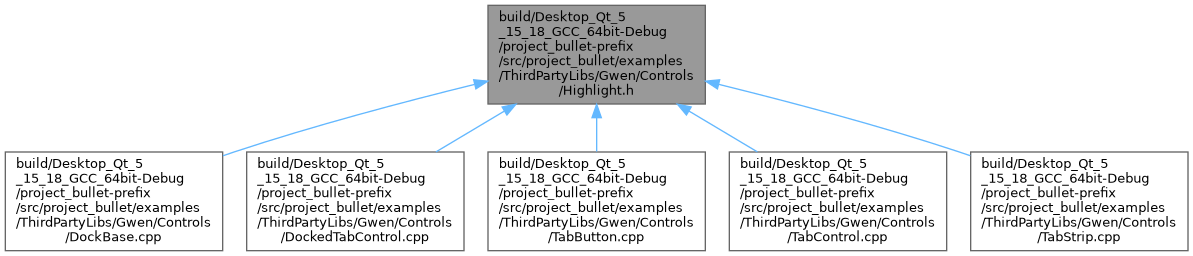 build/Desktop_Qt_5
_15_18_GCC_64bit-Debug
/project_bullet-prefix
/src/project_bullet/examples
/ThirdPartyLibs/Gwen/Controls
/Highlight.h
build/Desktop_Qt_5
_15_18_GCC_64bit-Debug
/project_bullet-prefix
/src/project_bullet/examples
/ThirdPartyLibs/Gwen/Controls
/DockBase.cpp
build/Desktop_Qt_5
_15_18_GCC_64bit-Debug
/project_bullet-prefix
/src/project_bullet/examples
/ThirdPartyLibs/Gwen/Controls
/DockedTabControl.cpp
build/Desktop_Qt_5
_15_18_GCC_64bit-Debug
/project_bullet-prefix
/src/project_bullet/examples
/ThirdPartyLibs/Gwen/Controls
/TabButton.cpp
build/Desktop_Qt_5
_15_18_GCC_64bit-Debug
/project_bullet-prefix
/src/project_bullet/examples
/ThirdPartyLibs/Gwen/Controls
/TabControl.cpp
build/Desktop_Qt_5
_15_18_GCC_64bit-Debug
/project_bullet-prefix
/src/project_bullet/examples
/ThirdPartyLibs/Gwen/Controls
/TabStrip.cpp